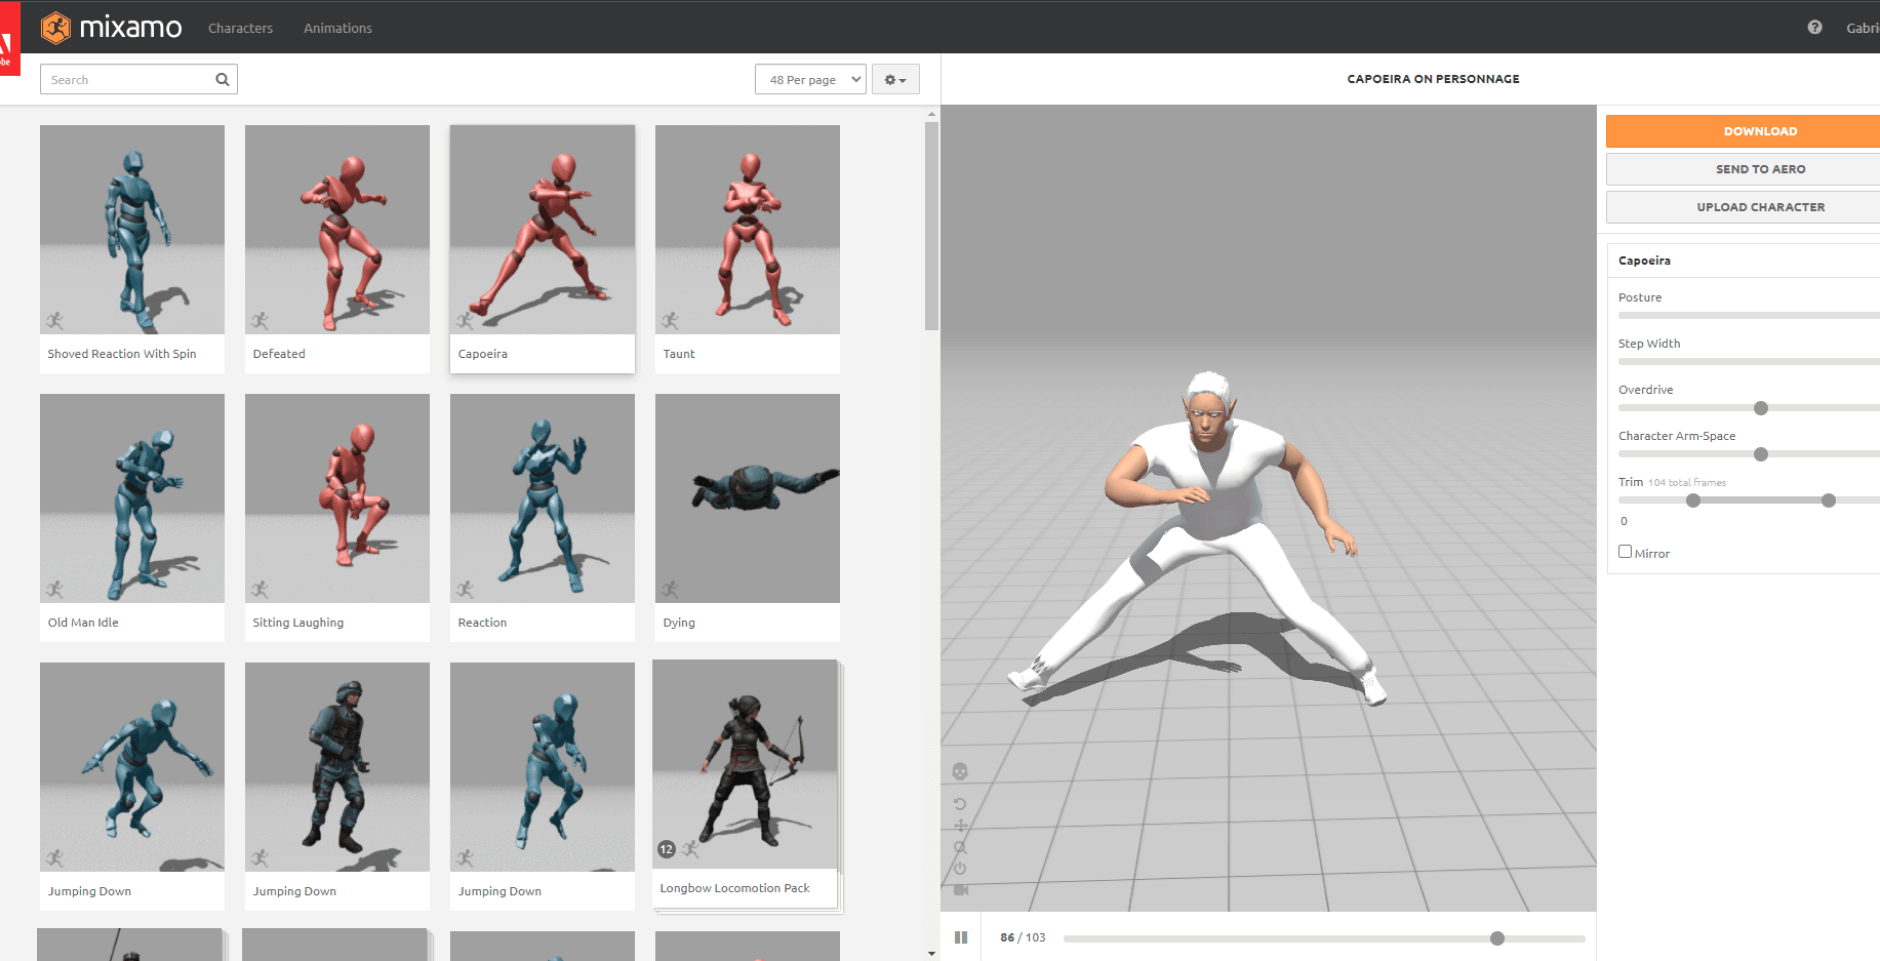 mixamo
Characters
Animations
Search
48 Per page
CAPOEIRA ON PERSONNAGE
DOWNLOAD
SEND TO AERO
UPLOAD CHARACTER
Shoved Reaction With Spin
Defeated
Capoeira
Taunt
Old Man Idle
Sitting Laughing
Reaction
Dying
Jumping Down
Jumping Down
Jumping Down
12
Longbow Locomotion Pack
Capoeira
Posture
Step Width
Overdrive
Character Arm-Space
Trim 104 total frames
0
Mirror
86 / 103